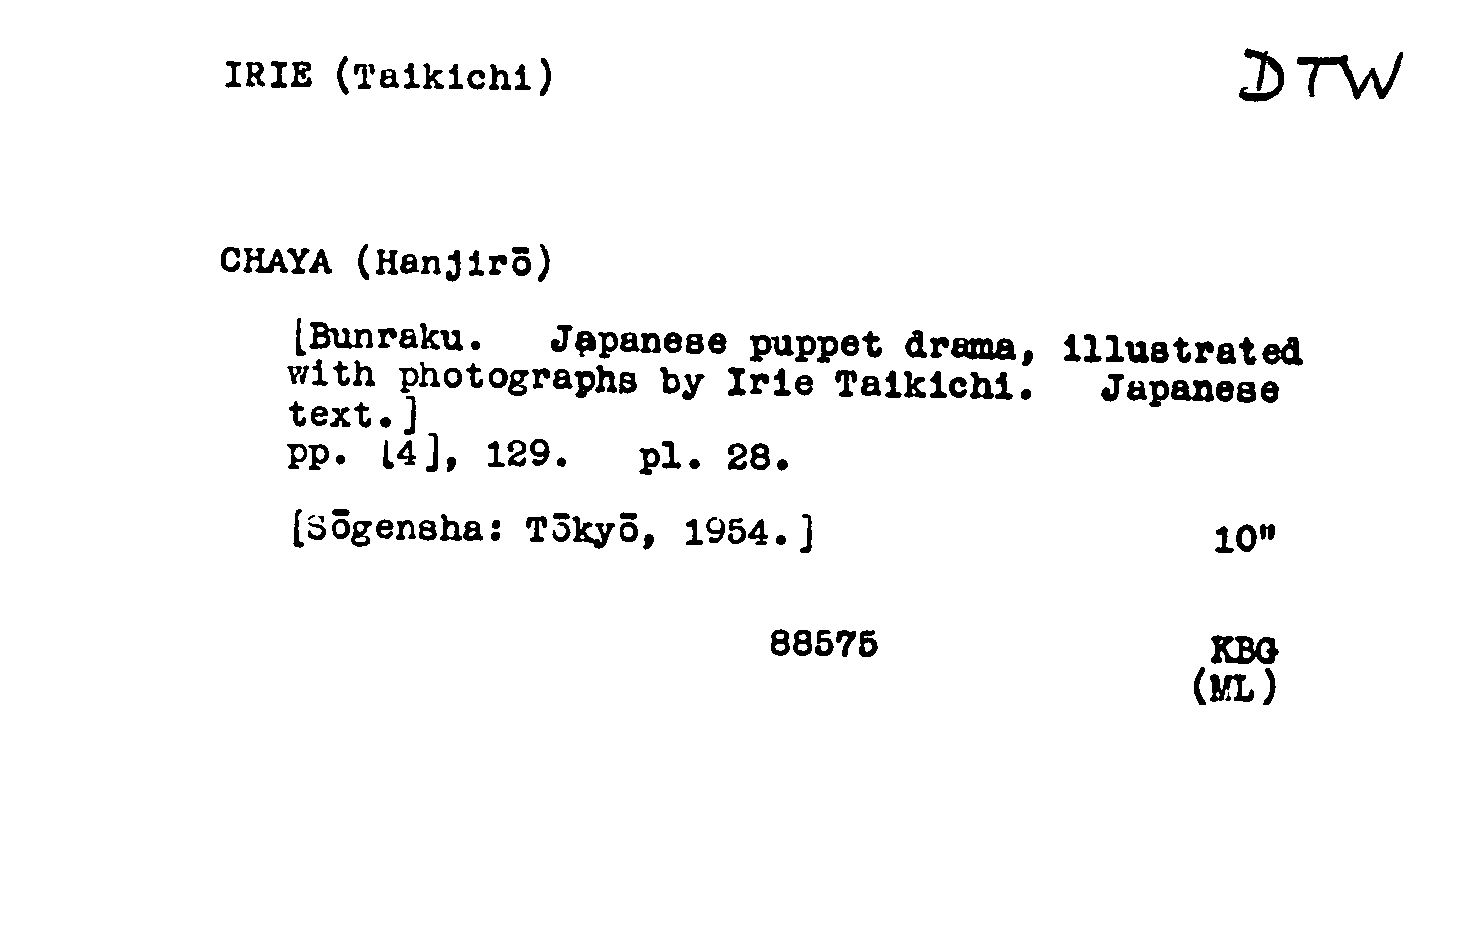 IRIE (Taikichi) DTW
CHAYA (Hanjirō)
[Bunraku. Japanese puppet drama, illustrated
with photographs by Irie Taikichi. Japanese
text.]
pp. [4], 129. pl. 28.
[Sōgensha: Tōkyō, 1954.] 10"
88575 KBG
(ML)